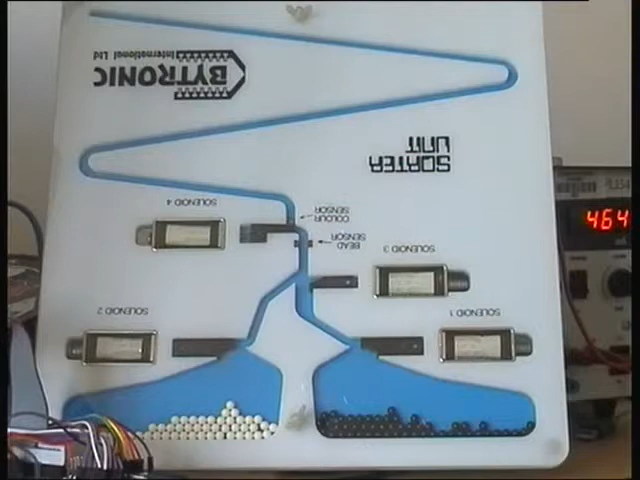 International Ltd
BYTRONIC
SORTER
UNIT
SOLENOID 4
COLOUR
SENSOR
BEAD
SENSOR
SOLENOID 3
SOLENOID 2
SOLENOID 1
464